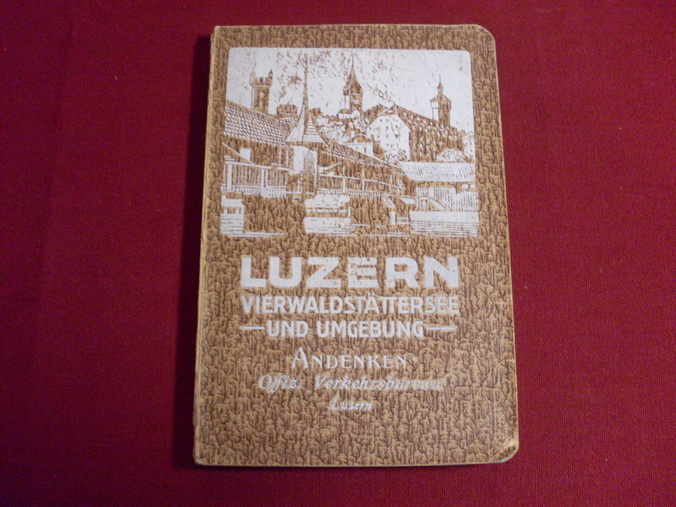 LUZERN
VIERWALDSTÄTTERSEE
— UND UMGEBUNG —
ANDENKEN
Offiz. Verkehrsbureau
Luzern